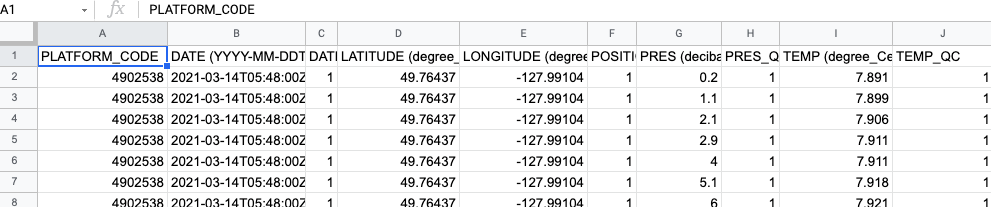 A1 fx PLATFORM_CODE
A B C D E F G H I J
1 PLATFORM_CODE DATE (YYYY-MM-DDT DATI LATITUDE (degree_ LONGITUDE (degree POSITI PRES (deciba PRES_Q TEMP (degree_Ce TEMP_QC
2 4902538 2021-03-14T05:48:00Z 1 49.76437 -127.99104 1 0.2 1 7.891 1
3 4902538 2021-03-14T05:48:00Z 1 49.76437 -127.99104 1 1.1 1 7.899 1
4 4902538 2021-03-14T05:48:00Z 1 49.76437 -127.99104 1 2.1 1 7.906 1
5 4902538 2021-03-14T05:48:00Z 1 49.76437 -127.99104 1 2.9 1 7.911 1
6 4902538 2021-03-14T05:48:00Z 1 49.76437 -127.99104 1 4 1 7.911 1
7 4902538 2021-03-14T05:48:00Z 1 49.76437 -127.99104 1 5.1 1 7.918 1
8 4902538 2021-03-14T05:48:00Z 1 49.76437 -127.99104 1 6 1 7.921 1